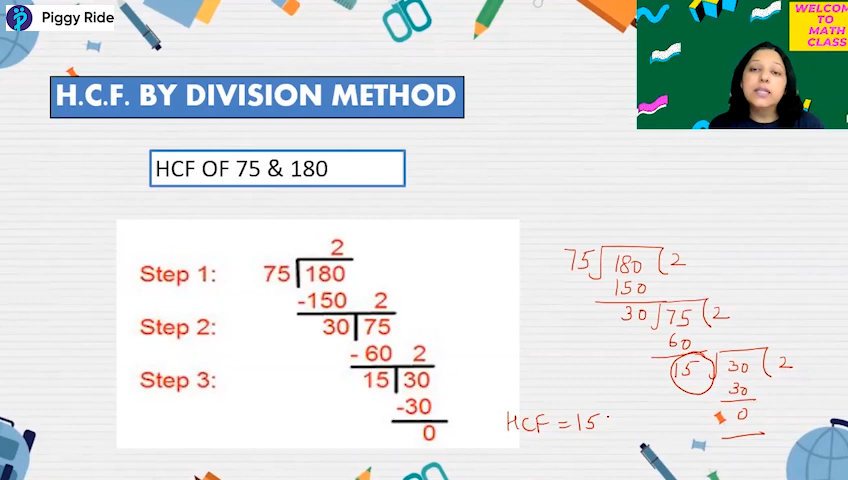 Piggy Ride
WELCOM
TO
MATH
CLASS
H.C.F. BY DIVISION METHOD
HCF OF 75 & 180
2
Step 1: 75 180
-150 2
Step 2: 30 75
- 60 2
Step 3: 15 30
-30
0
75 180 2
150
30 75 2
60
15 30 2
30
0
HCF = 15